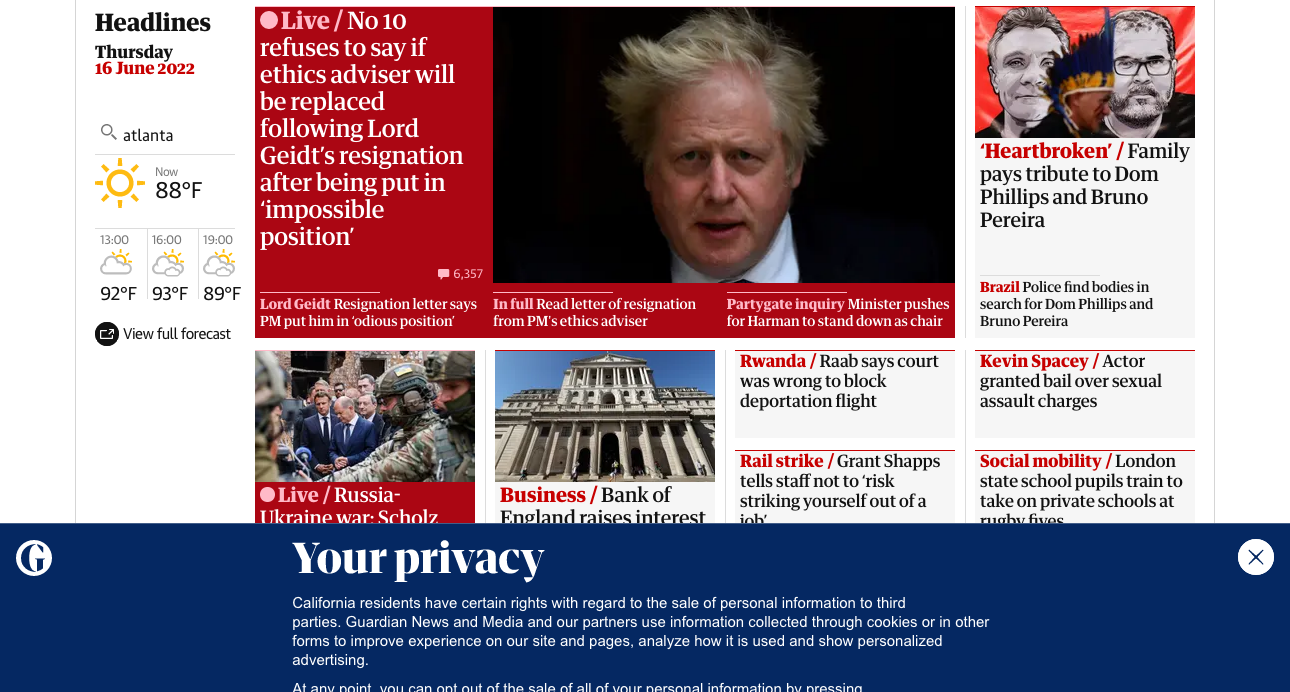 Headlines
Thursday
16 June 2022
atlanta
Now
88°F
13:00
16:00
19:00
92°F
93°F
89°F
View full forecast
Live / No 10
refuses to say if
ethics adviser will
be replaced
following Lord
Geidt’s resignation
after being put in
‘impossible
position’
6,357
Lord Geidt Resignation letter says
PM put him in ‘odious position’
In full Read letter of resignation
from PM’s ethics adviser
Partygate inquiry Minister pushes
for Harman to stand down as chair
‘Heartbroken’ / Family
pays tribute to Dom
Phillips and Bruno
Pereira
Brazil Police find bodies in
search for Dom Phillips and
Bruno Pereira
Live / Russia-
Ukraine war: Scholz
Business / Bank of
England raises interest
Rwanda / Raab says court
was wrong to block
deportation flight
Rail strike / Grant Shapps
tells staff not to ‘risk
striking yourself out of a
job’
Kevin Spacey / Actor
granted bail over sexual
assault charges
Social mobility / London
state school pupils train to
take on private schools at
rugby fives
G
Your privacy
California residents have certain rights with regard to the sale of personal information to third
parties. Guardian News and Media and our partners use information collected through cookies or in other
forms to improve experience on our site and pages, analyze how it is used and show personalized
advertising.
At any point, you can opt out of the sale of all of your personal information by pressing